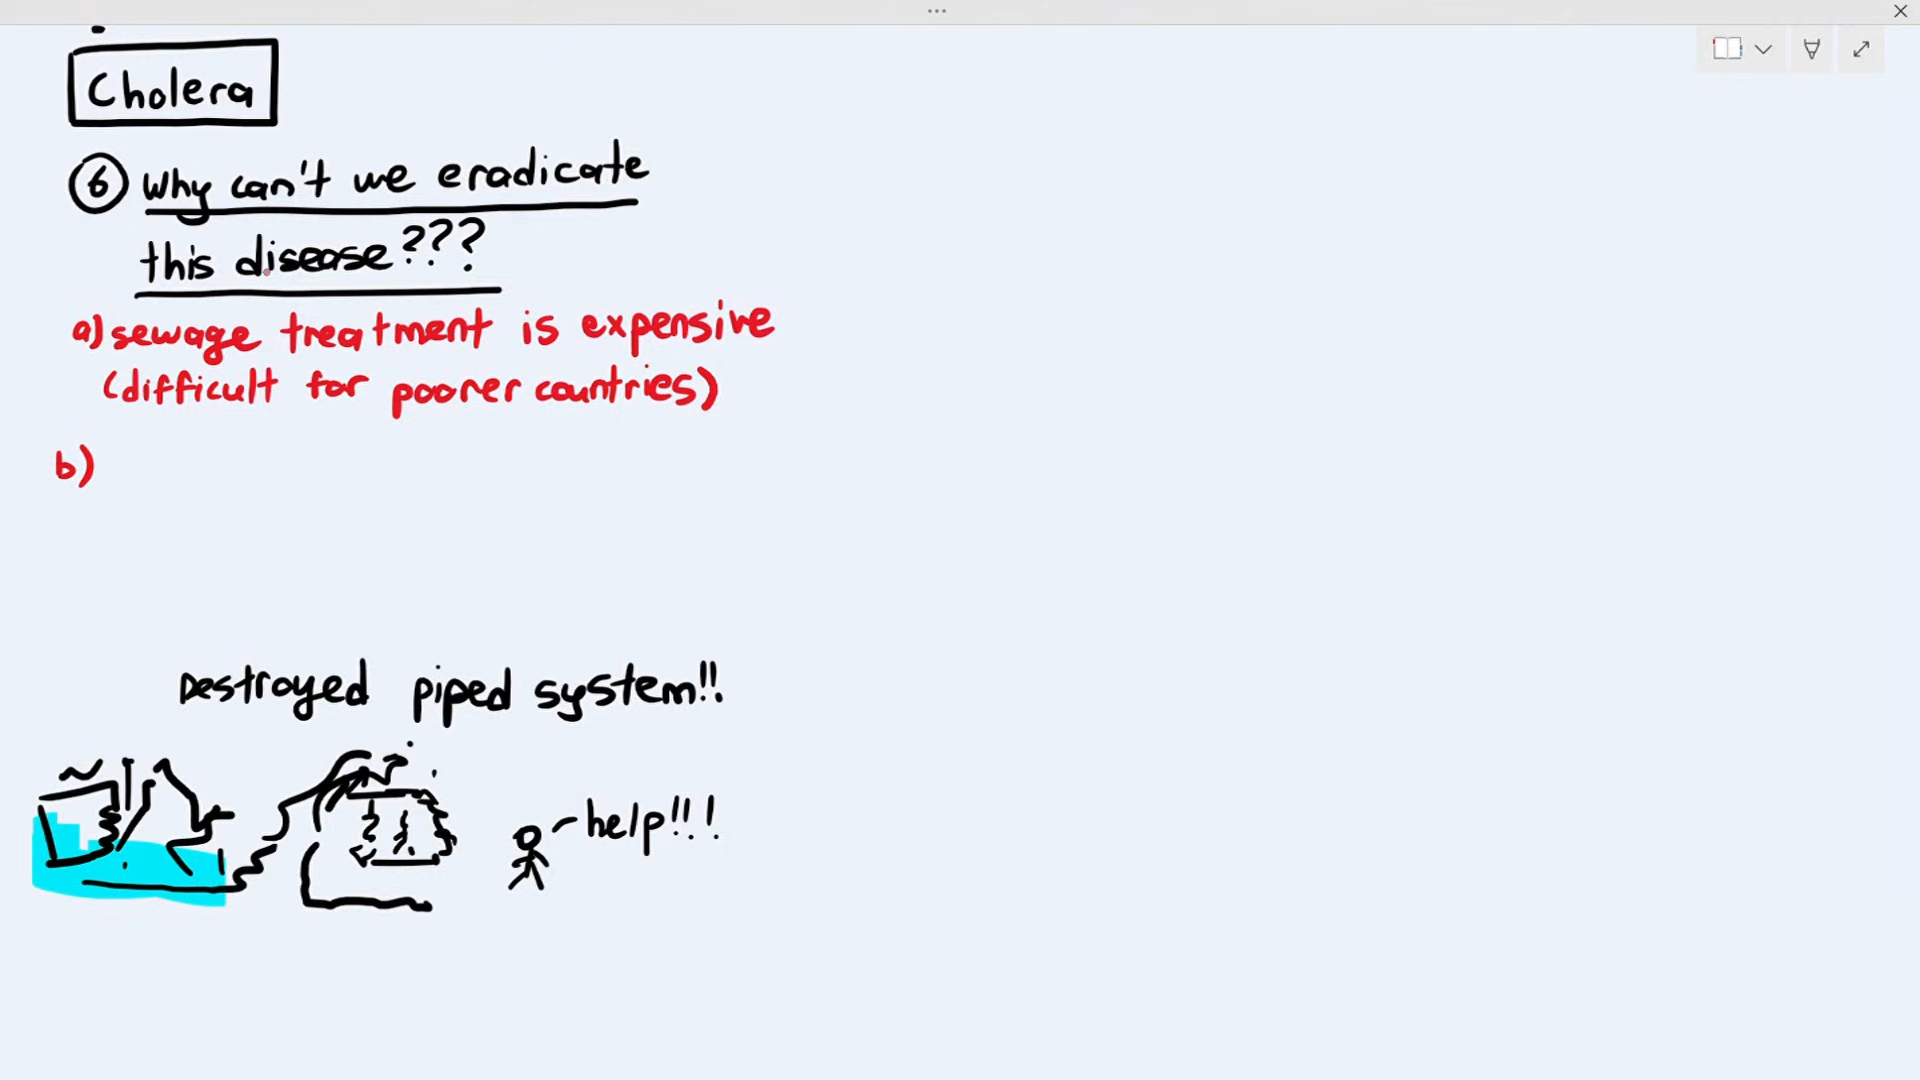 Cholera
6 Why can't we eradicate
this disease???
a) sewage treatment is expensive
(difficult for poorer countries)
b)
Destroyed piped system!!
help!!!